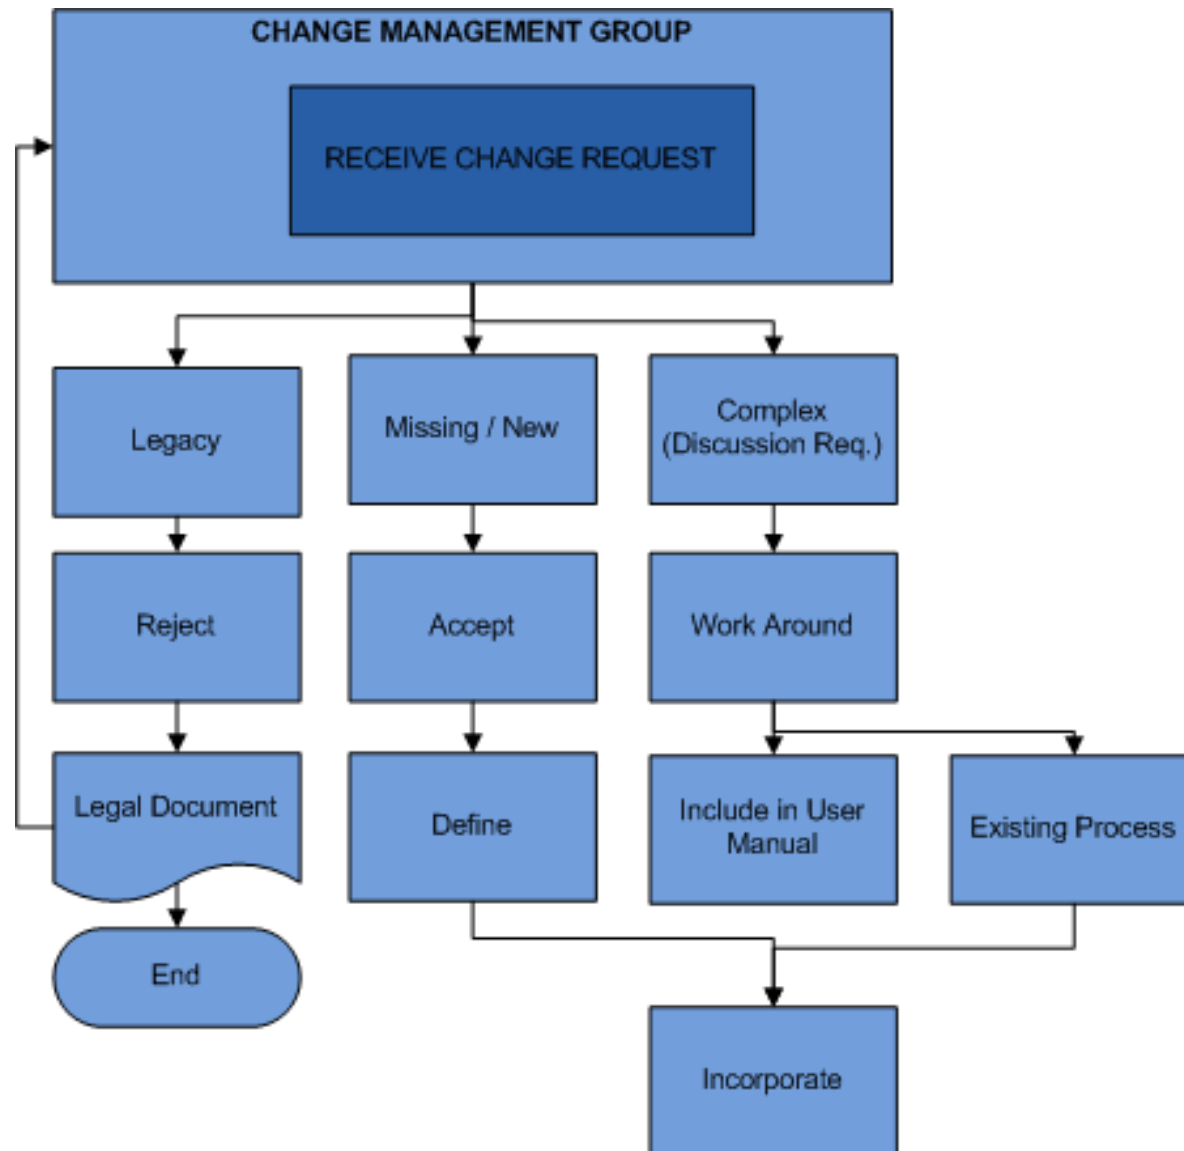 CHANGE MANAGEMENT GROUP
RECEIVE CHANGE REQUEST
Legacy
Missing / New
Complex
(Discussion Req.)
Reject
Accept
Work Around
Legal Document
Define
Include in User
Manual
Existing Process
End
Incorporate